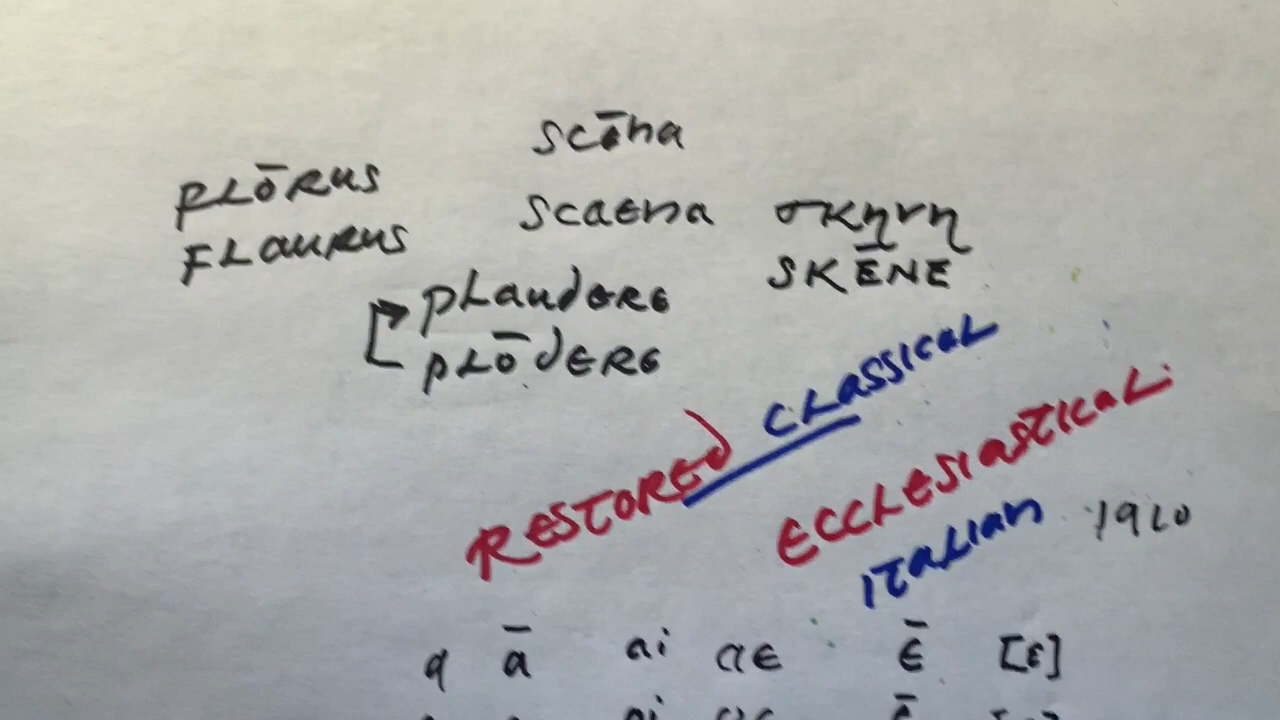 scēna
PLŌRUS
scaena σκηνη
FLAURUS
SKĒNE
plaudere
plōdere
RESTORED CLASSICAL
ECCLESIASTICAL
ITALIAN 1910
a ā ai ae ē [ɛ]